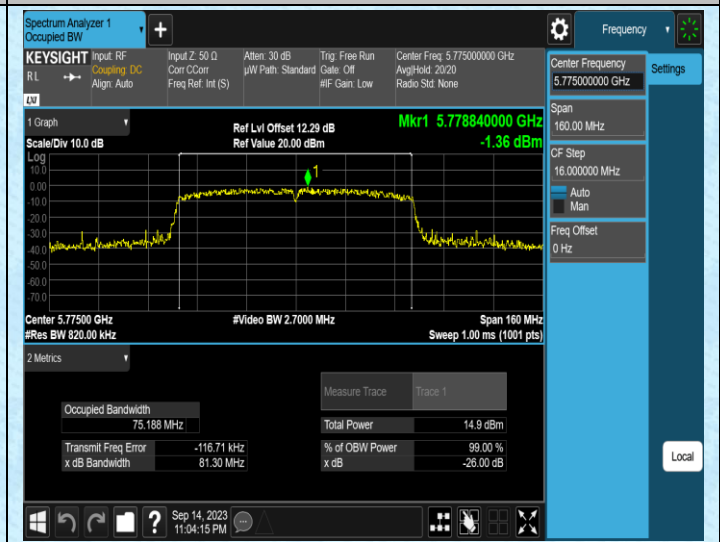 Spectrum Analyzer 1
Occupied BW
Frequency
KEYSIGHT
Input: RF
Coupling: DC
Align: Auto
RL
LXI
Input Z: 50 Ω
Corr CCorr
Freq Ref: Int (S)
Atten: 30 dB
µW Path: Standard
Trig: Free Run
Gate: Off
#IF Gain: Low
Center Freq: 5.775000000 GHz
Avg|Hold: 20/20
Radio Std: None
Center Frequency
5.775000000 GHz
Settings
Span
160.00 MHz
CF Step
16.000000 MHz
Auto
Man
Freq Offset
0 Hz
1 Graph
Scale/Div 10.0 dB
Ref Lvl Offset 12.29 dB
Ref Value 20.00 dBm
Mkr1 5.778840000 GHz
-1.36 dBm
Log
10.0
0.00
-10.0
-20.0
-30.0
-40.0
-50.0
-60.0
-70.0
1
Center 5.77500 GHz
#Res BW 820.00 kHz
#Video BW 2.7000 MHz
Span 160 MHz
Sweep 1.00 ms (1001 pts)
2 Metrics
Measure Trace
Trace 1
Occupied Bandwidth
75.188 MHz
Total Power
14.9 dBm
Transmit Freq Error
-116.71 kHz
% of OBW Power
99.00 %
x dB Bandwidth
81.30 MHz
x dB
-26.00 dB
Local
?
Sep 14, 2023
11:04:15 PM